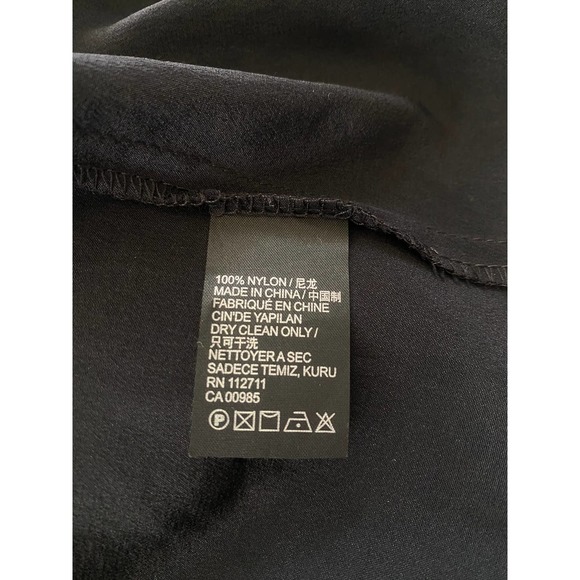 100% NYLON / 尼龙
MADE IN CHINA / 中国制
FABRIQUÉ EN CHINE
CIN'DE YAPILAN
DRY CLEAN ONLY /
只可干洗
NETTOYER A SEC
SADECE TEMIZ, KURU
RN 112711
CA 00985
P